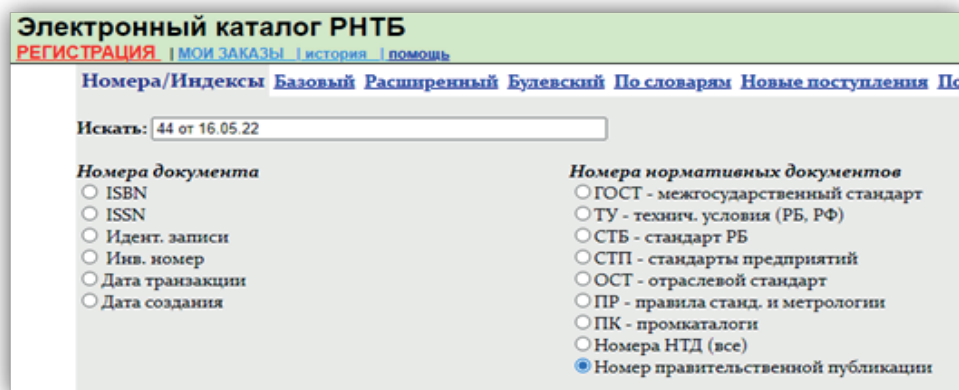 Электронный каталог РНТБ
РЕГИСТРАЦИЯ | МОИ ЗАКАЗЫ | история | помощь
Номера/Индексы Базовый Расширенный Булевский По словарям Новые поступления
Искать: 44 от 16.05.22
Номера документа
ISBN
ISSN
Идент. записи
Инв. номер
Дата транзакции
Дата создания
Номера нормативных документов
ГОСТ - межгосударственный стандарт
ТУ - технич. условия (РБ, РФ)
СТБ - стандарт РБ
СТП - стандарты предприятий
ОСТ - отраслевой стандарт
ПР - правила станд. и метрологии
ПК - промкаталоги
Номера НТД (все)
Номер правительственной публикации